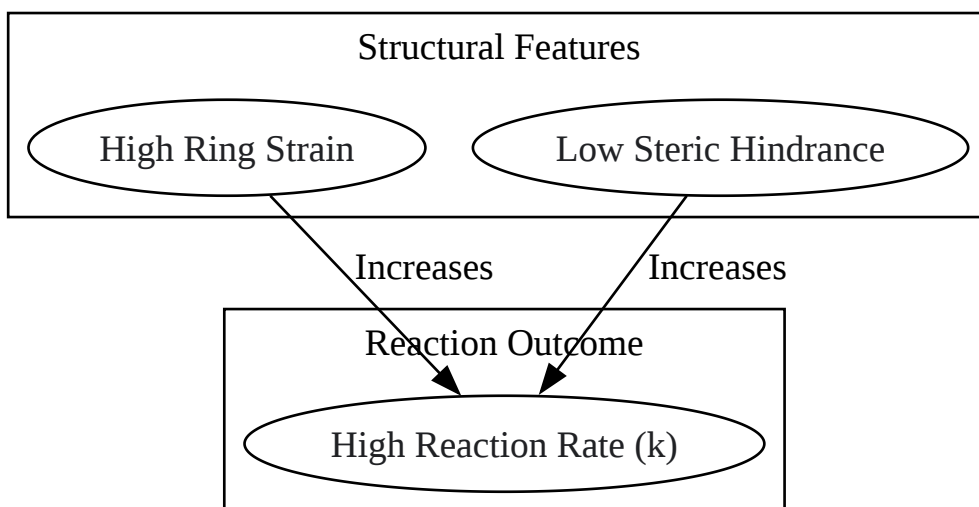 Structural Features
High Ring Strain
Low Steric Hindrance
Increases
Increases
Reaction Outcome
High Reaction Rate (k)